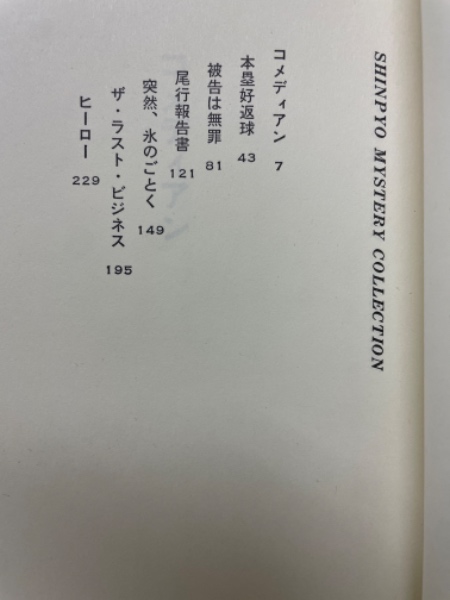 SHINPYO MYSTERY COLLECTION
コメディアン 7
本塁好返球 43
被告は無罪 81
尾行報告書 121
突然、氷のごとく 149
ザ・ラスト・ビジネス 195
ヒーロー 229